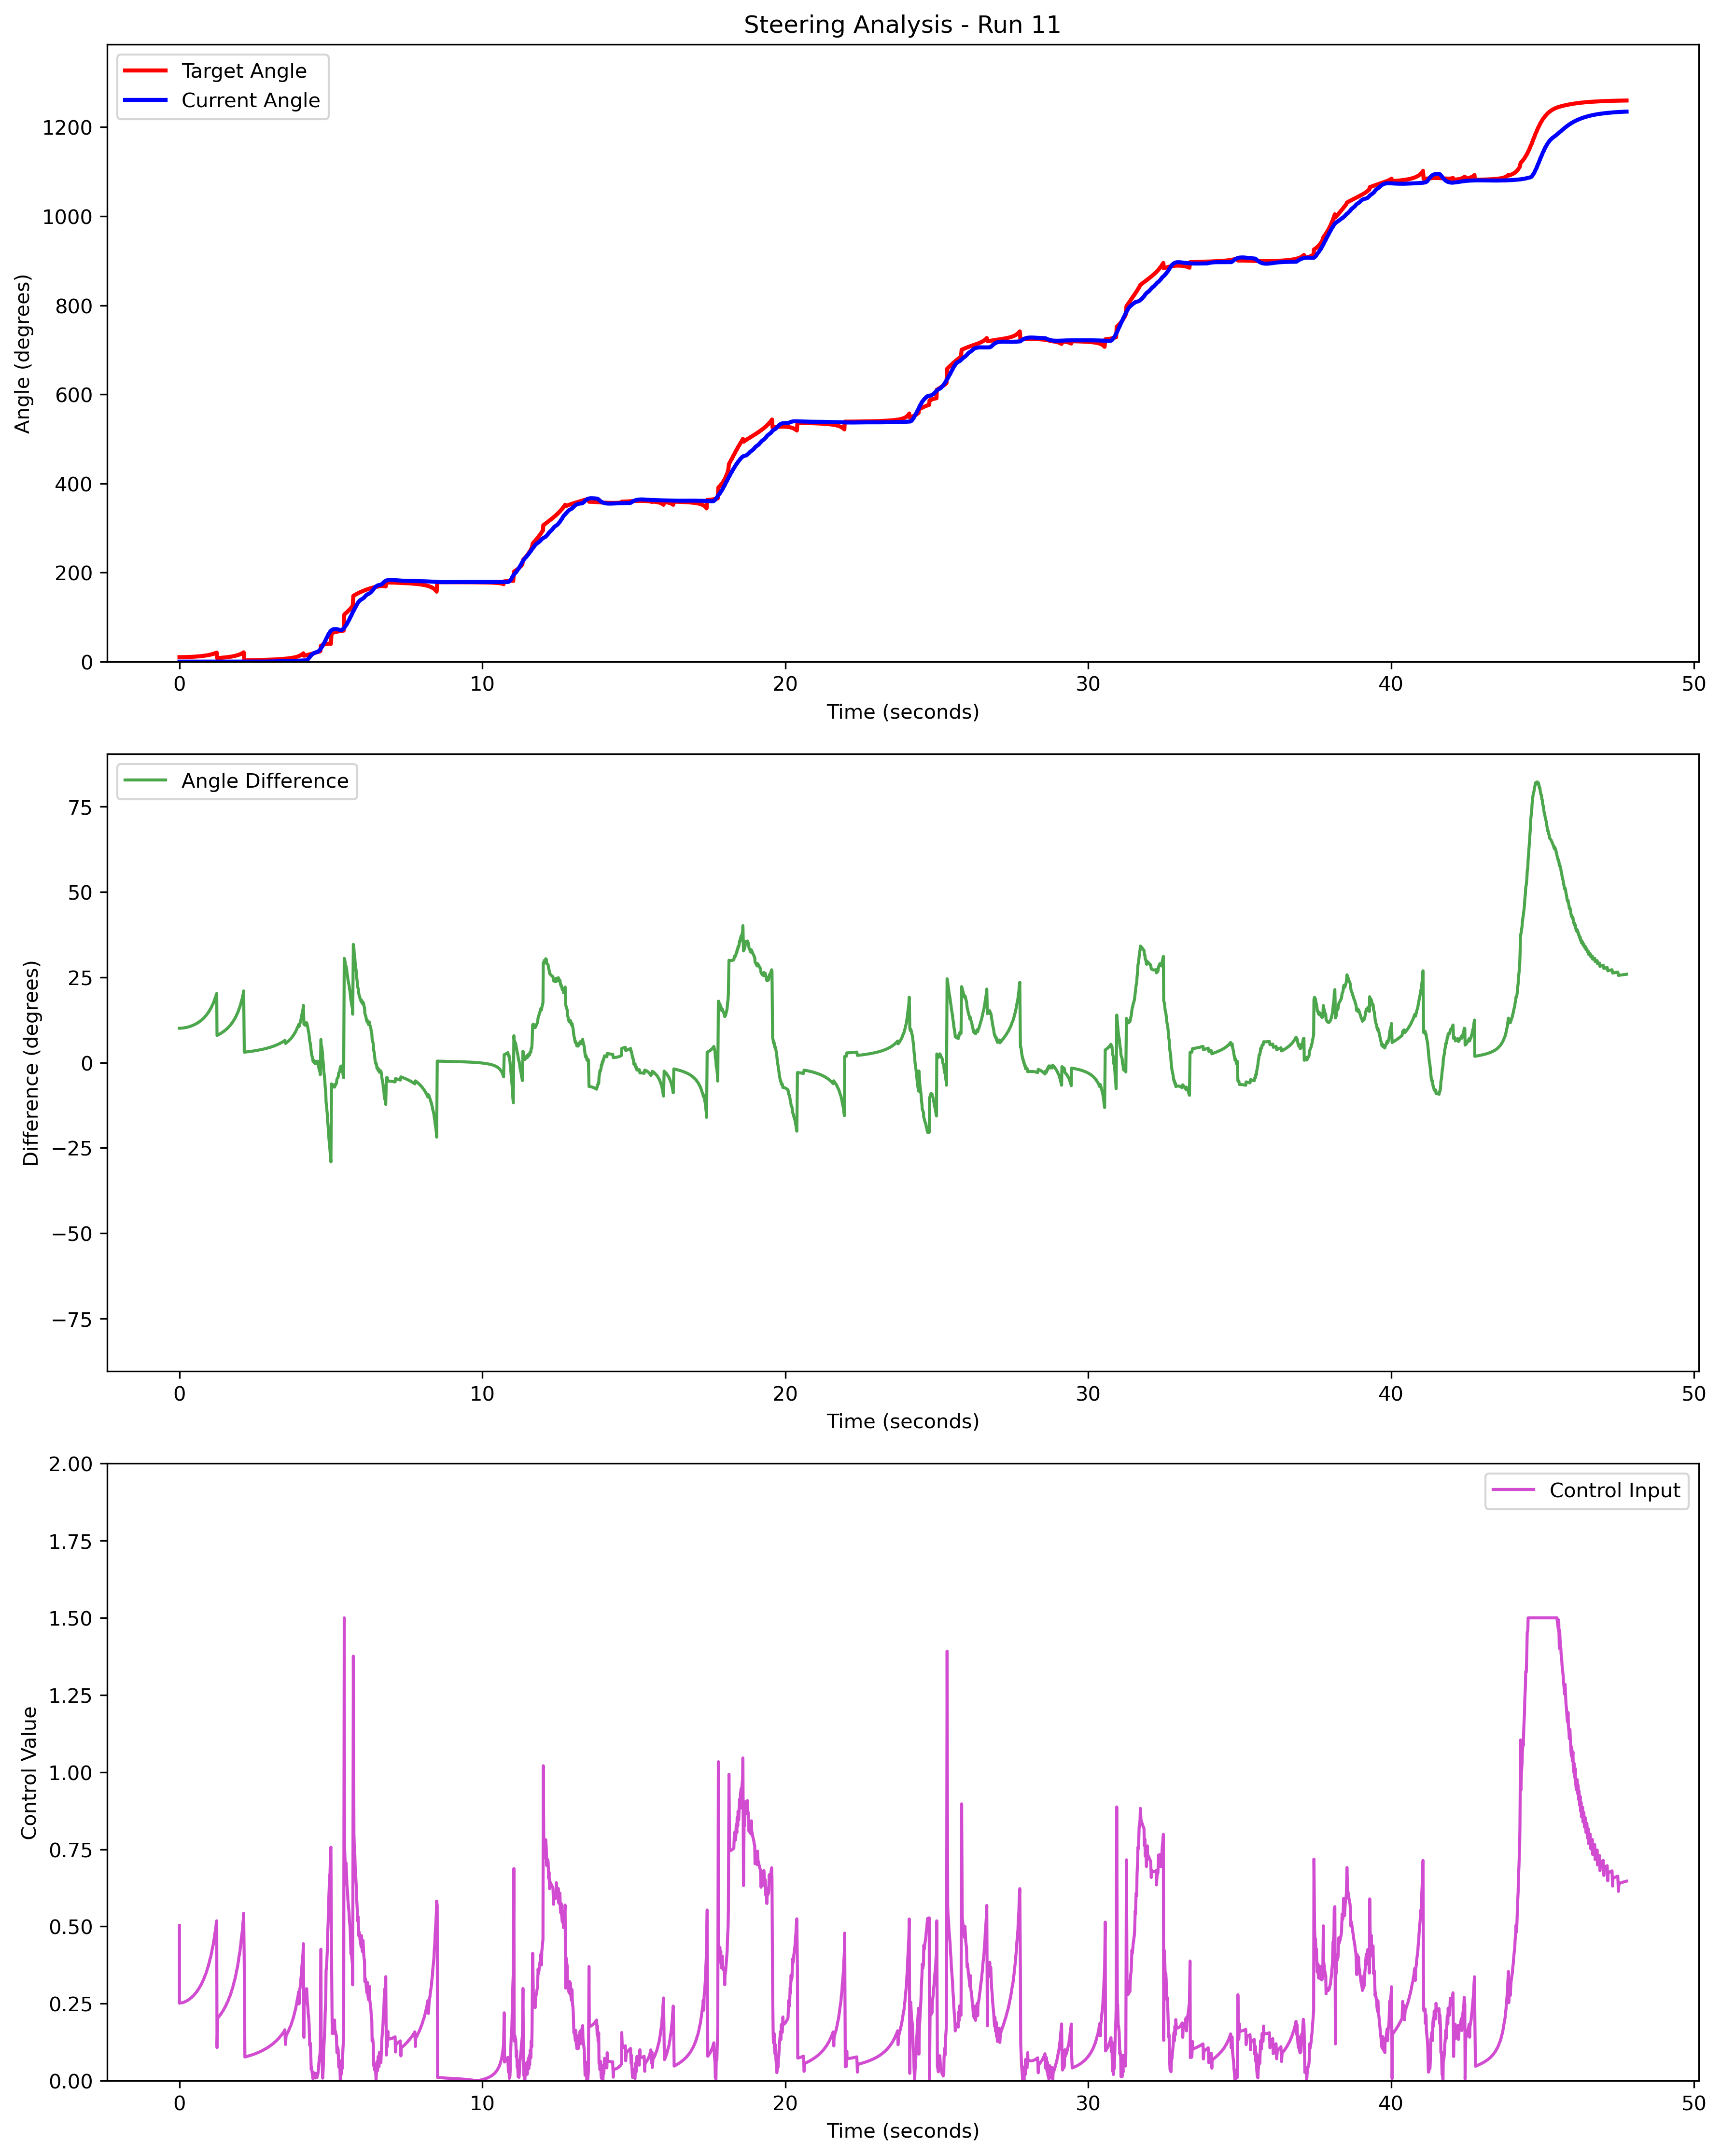 Steering Analysis - Run 11
Target Angle
Current Angle
Angle (degrees)
1200
1000
800
600
400
200
0
0 10 20 30 40 50
Time (seconds)
Angle Difference
Difference (degrees)
75
50
25
0
−25
−50
−75
0 10 20 30 40 50
Time (seconds)
Control Input
Control Value
2.00
1.75
1.50
1.25
1.00
0.75
0.50
0.25
0.00
0 10 20 30 40 50
Time (seconds)